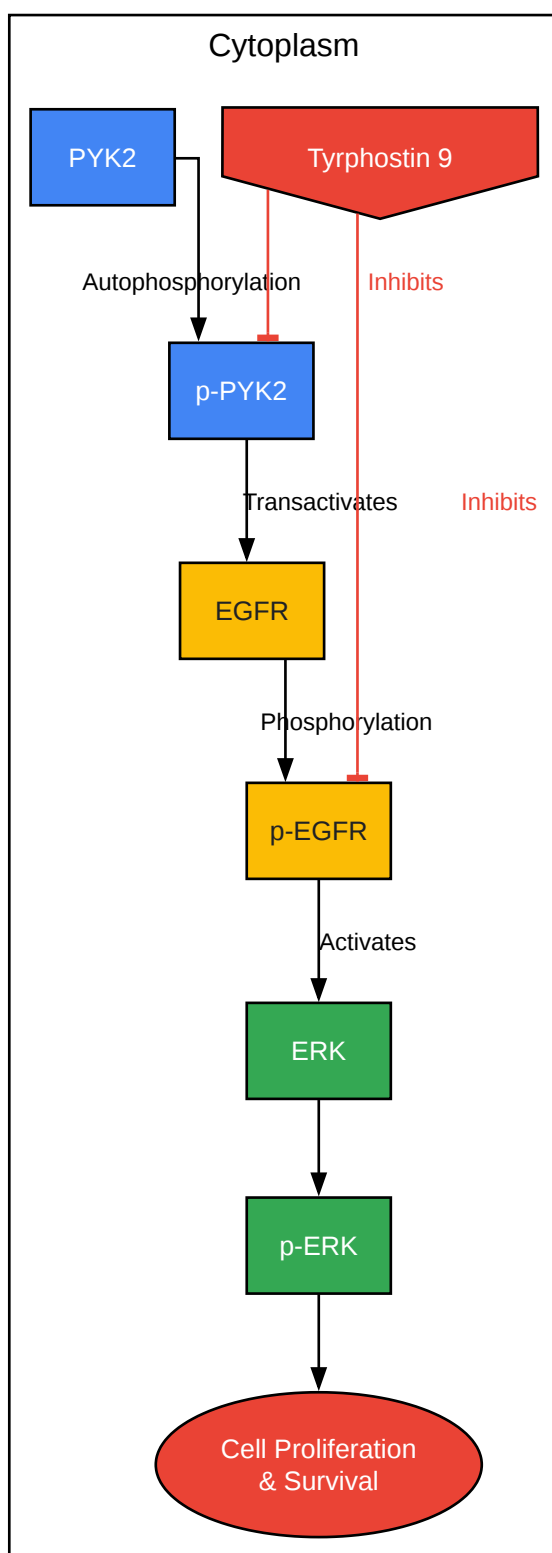 Cytoplasm
PYK2
Tyrphostin 9
Autophosphorylation
Inhibits
p-PYK2
Transactivates
Inhibits
EGFR
Phosphorylation
p-EGFR
Activates
ERK
p-ERK
Cell Proliferation
& Survival